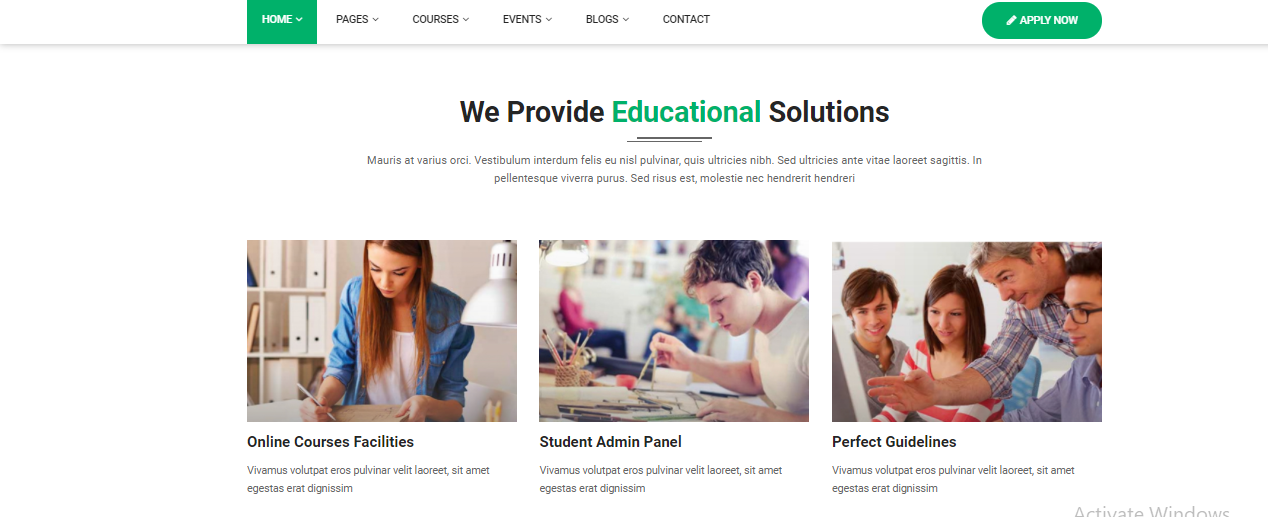 HOME PAGES COURSES EVENTS BLOGS CONTACT APPLY NOW
We Provide Educational Solutions
Mauris at varius orci. Vestibulum interdum felis eu nisl pulvinar, quis ultricies nibh. Sed ultricies ante vitae laoreet sagittis. In
pellentesque viverra purus. Sed risus est, molestie nec hendrerit hendreri
Online Courses Facilities
Vivamus volutpat eros pulvinar velit laoreet, sit amet
egestas erat dignissim
Student Admin Panel
Vivamus volutpat eros pulvinar velit laoreet, sit amet
egestas erat dignissim
Perfect Guidelines
Vivamus volutpat eros pulvinar velit laoreet, sit amet
egestas erat dignissim
Activate Windows